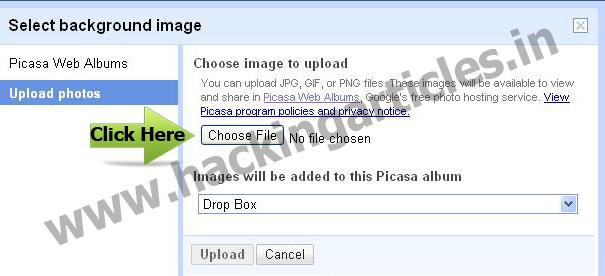 Select background image
Picasa Web Albums
Upload photos
Choose image to upload
You can upload JPG, GIF, or PNG files. These images will be available to view
and share in Picasa Web Albums, Google's free photo hosting service. View
Picasa program policies and privacy notice.
Click Here
Choose File No file chosen
Images will be added to this Picasa album
Drop Box
Upload Cancel
www.hackingarticles.in